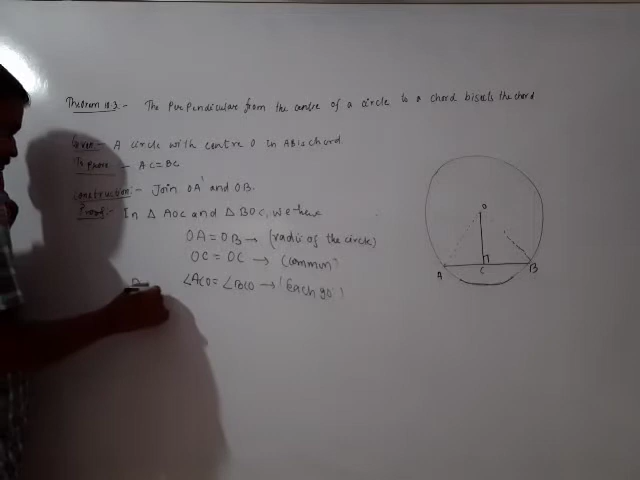 Theorem 10.3:- The Perpendicular from the centre of a circle to a chord bisects the chord
Given:- A circle with centre O in AB is chord
To Prove:- AC=BC
Construction:- Join OA and OB.
Proof:- In △ AOC and △ BOC, we have
OA = OB → (radii of the circle)
OC = OC → (common)
∠ACO = ∠BCO → (Each 90°)
O
A
C
B